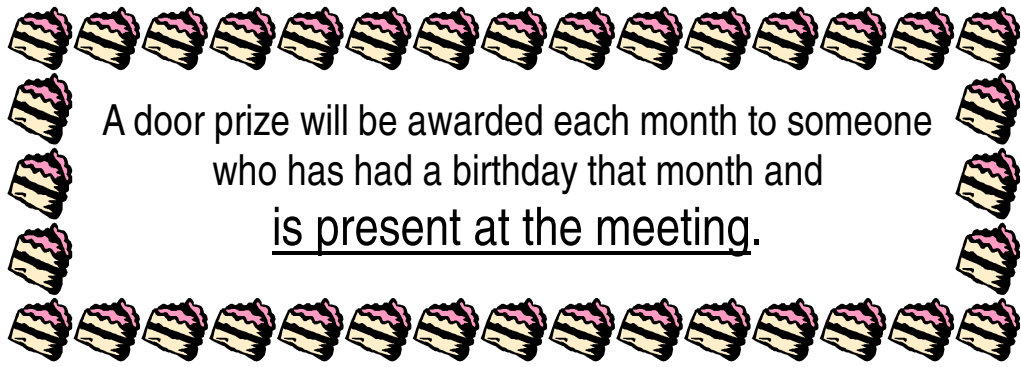 A door prize will be awarded each month to someone
who has had a birthday that month and
is present at the meeting.